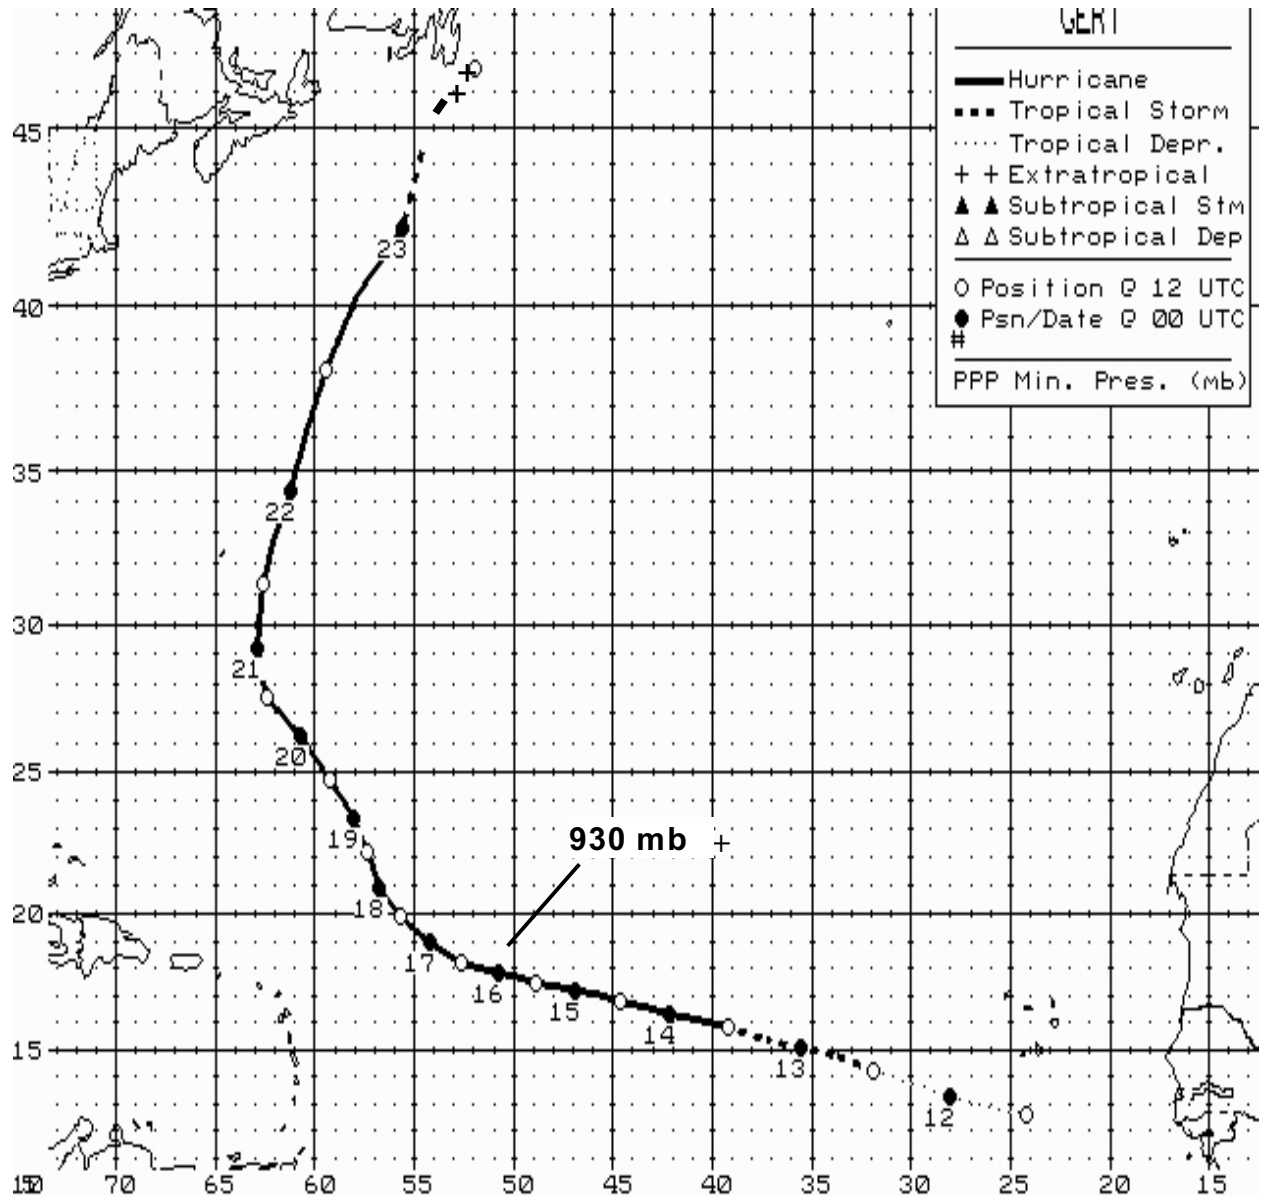 GERT
Hurricane
Tropical Storm
Tropical Depr.
+ + Extratropical
Subtropical Stm
Subtropical Dep
Position @ 12 UTC
Psn/Date @ 00 UTC
#
PPP Min. Pres. (mb)
45
23
40
35
22
30
21
20
25
19
930 mb +
18
20
17
16
15
14
13
12
15
70 65 60 55 50 45 40 35 30 25 20 15